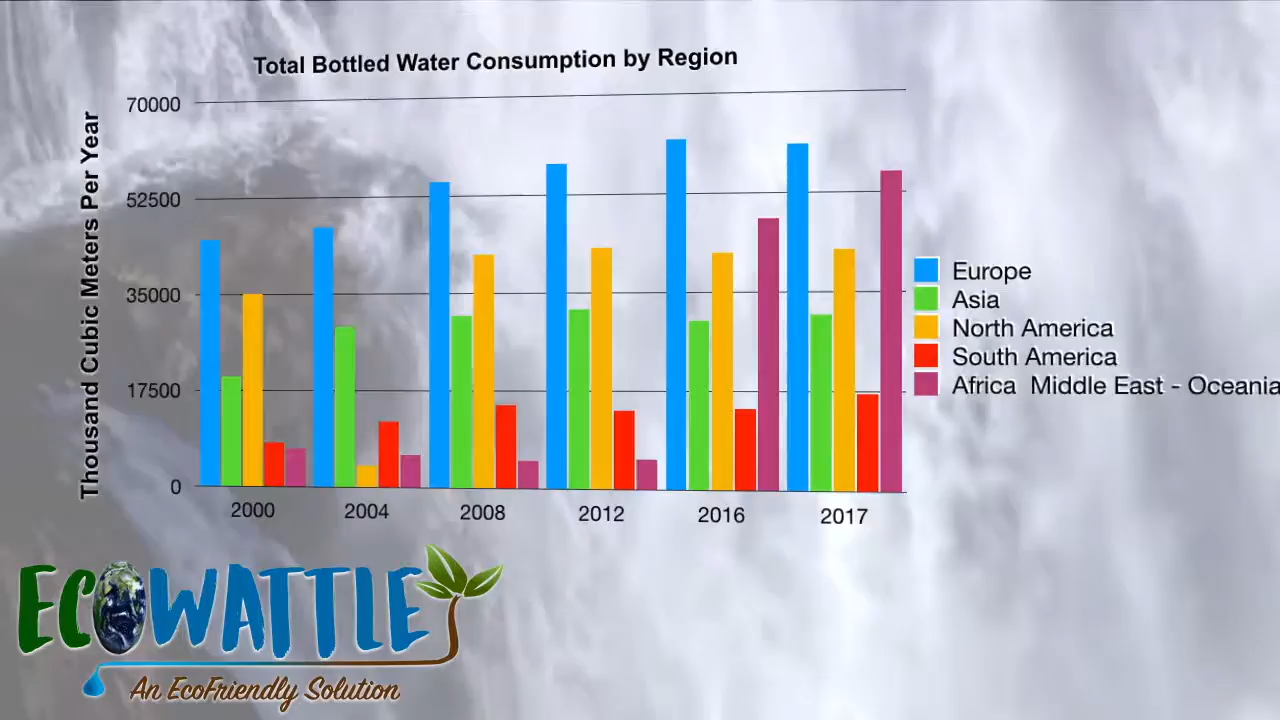 Total Bottled Water Consumption by Region
Thousand Cubic Meters Per Year
70000
52500
35000
17500
0
2000 2004 2008 2012 2016 2017
Europe
Asia
North America
South America
Africa Middle East - Oceania
ECOWATTLE
An EcoFriendly Solution